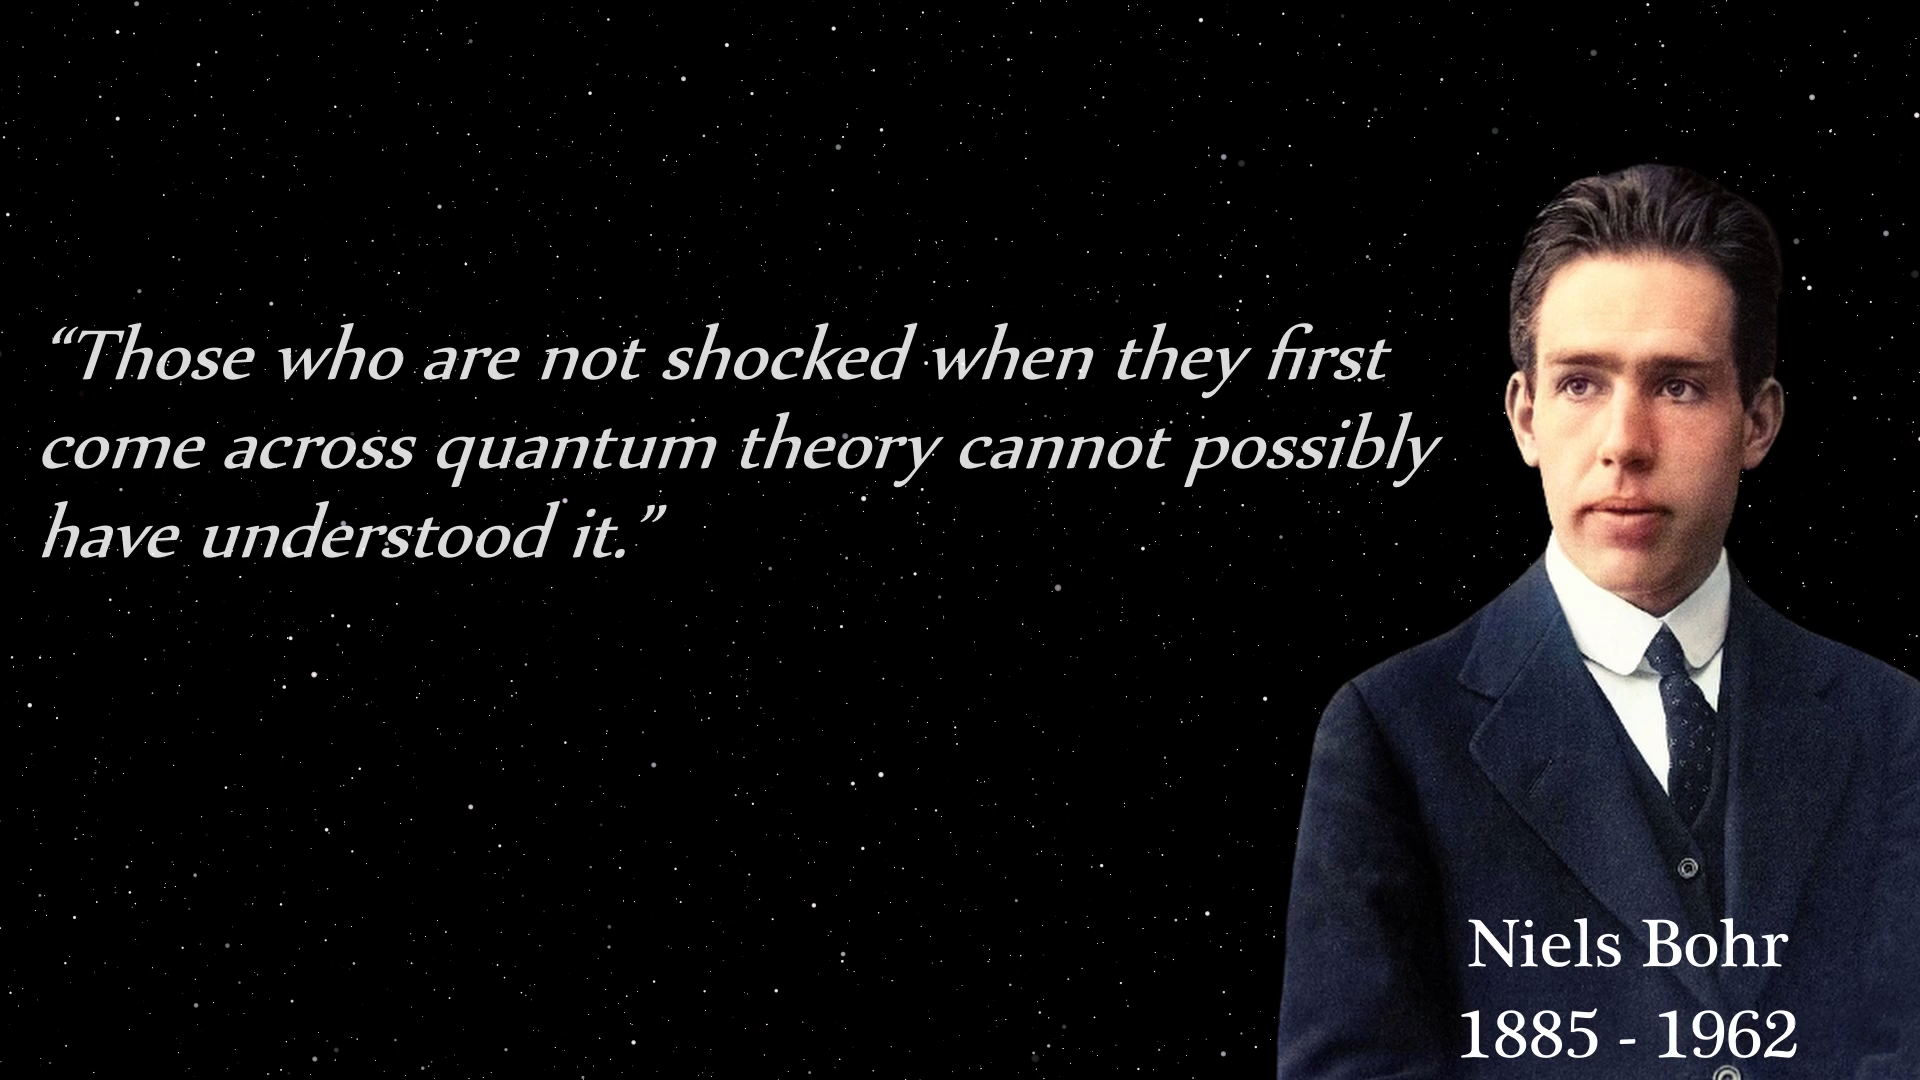 “Those who are not shocked when they first
come across quantum theory cannot possibly
have understood it.”
Niels Bohr
1885 - 1962